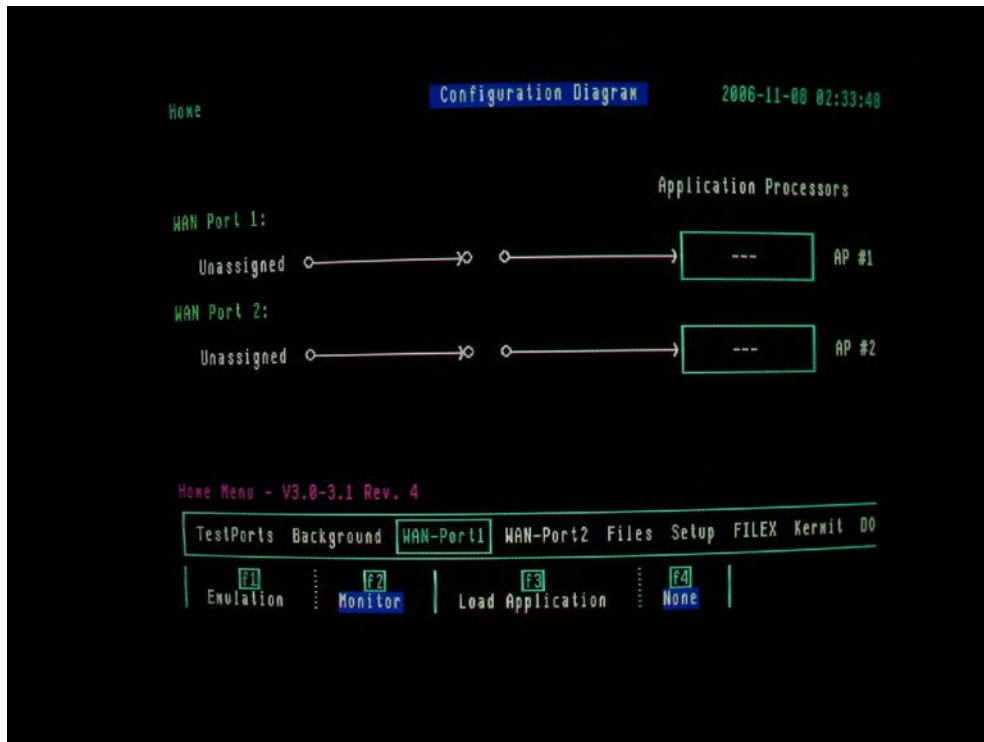 Home Configuration Diagram 2006-11-08 02:33:48
Application Processors
WAN Port 1:
Unassigned --- AP #1
WAN Port 2:
Unassigned --- AP #2
Home Menu - V3.0-3.1 Rev. 4
TestPorts Background WAN-Port1 WAN-Port2 Files Setup FILEX Kermit DO
f1 f2 f3 f4
Emulation Monitor Load Application None